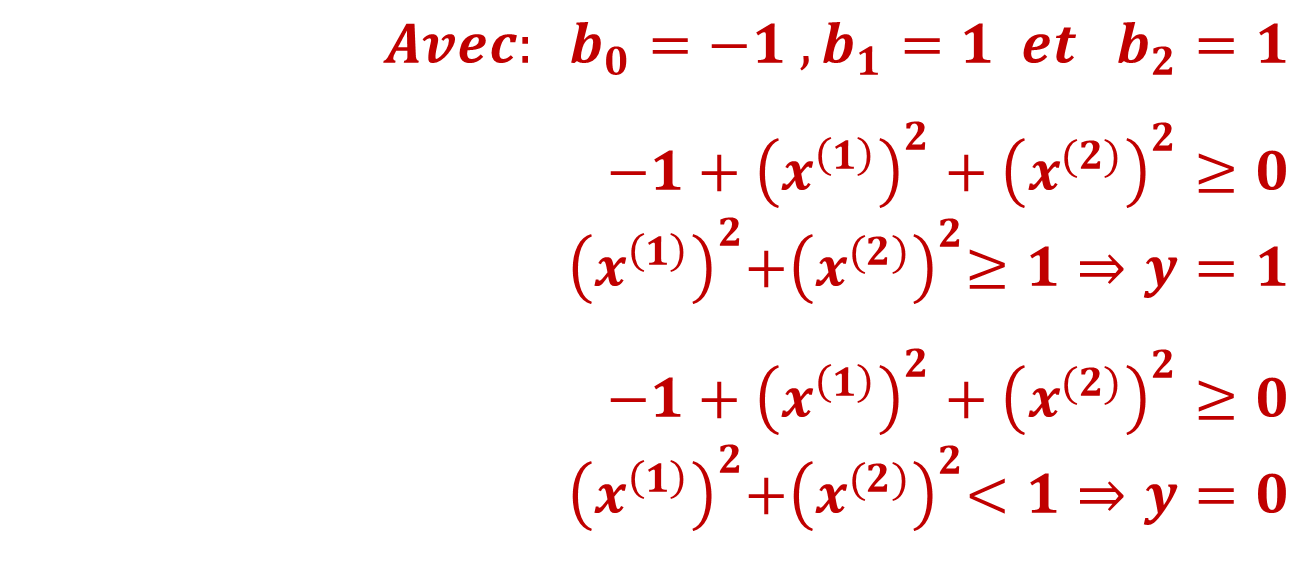 Avec: b₀ = −1 , b₁ = 1 et b₂ = 1
−1 + (x⁽¹⁾)² + (x⁽²⁾)² ≥ 0
(x⁽¹⁾)² + (x⁽²⁾)² ≥ 1 ⇒ y = 1
−1 + (x⁽¹⁾)² + (x⁽²⁾)² ≥ 0
(x⁽¹⁾)² + (x⁽²⁾)² < 1 ⇒ y = 0